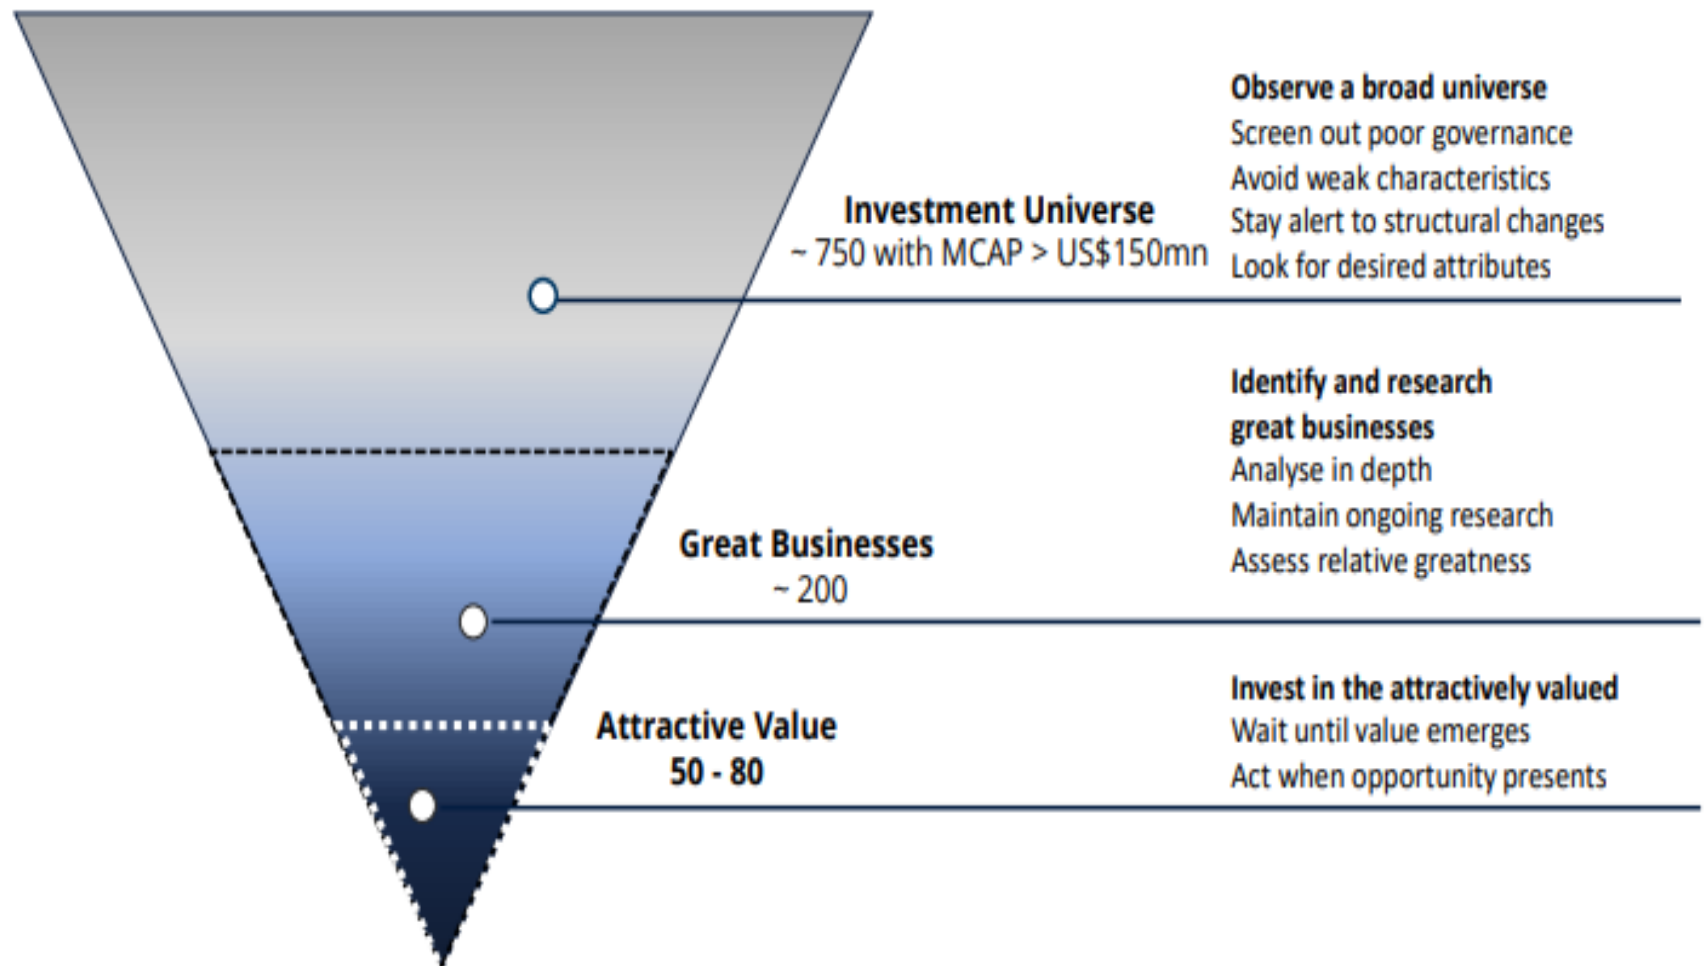 Observe a broad universe
Screen out poor governance
Avoid weak characteristics
Stay alert to structural changes
Look for desired attributes
Investment Universe
~ 750 with MCAP > US$150mn
Identify and research
great businesses
Analyse in depth
Maintain ongoing research
Assess relative greatness
Great Businesses
~ 200
Invest in the attractively valued
Wait until value emerges
Act when opportunity presents
Attractive Value
50 - 80